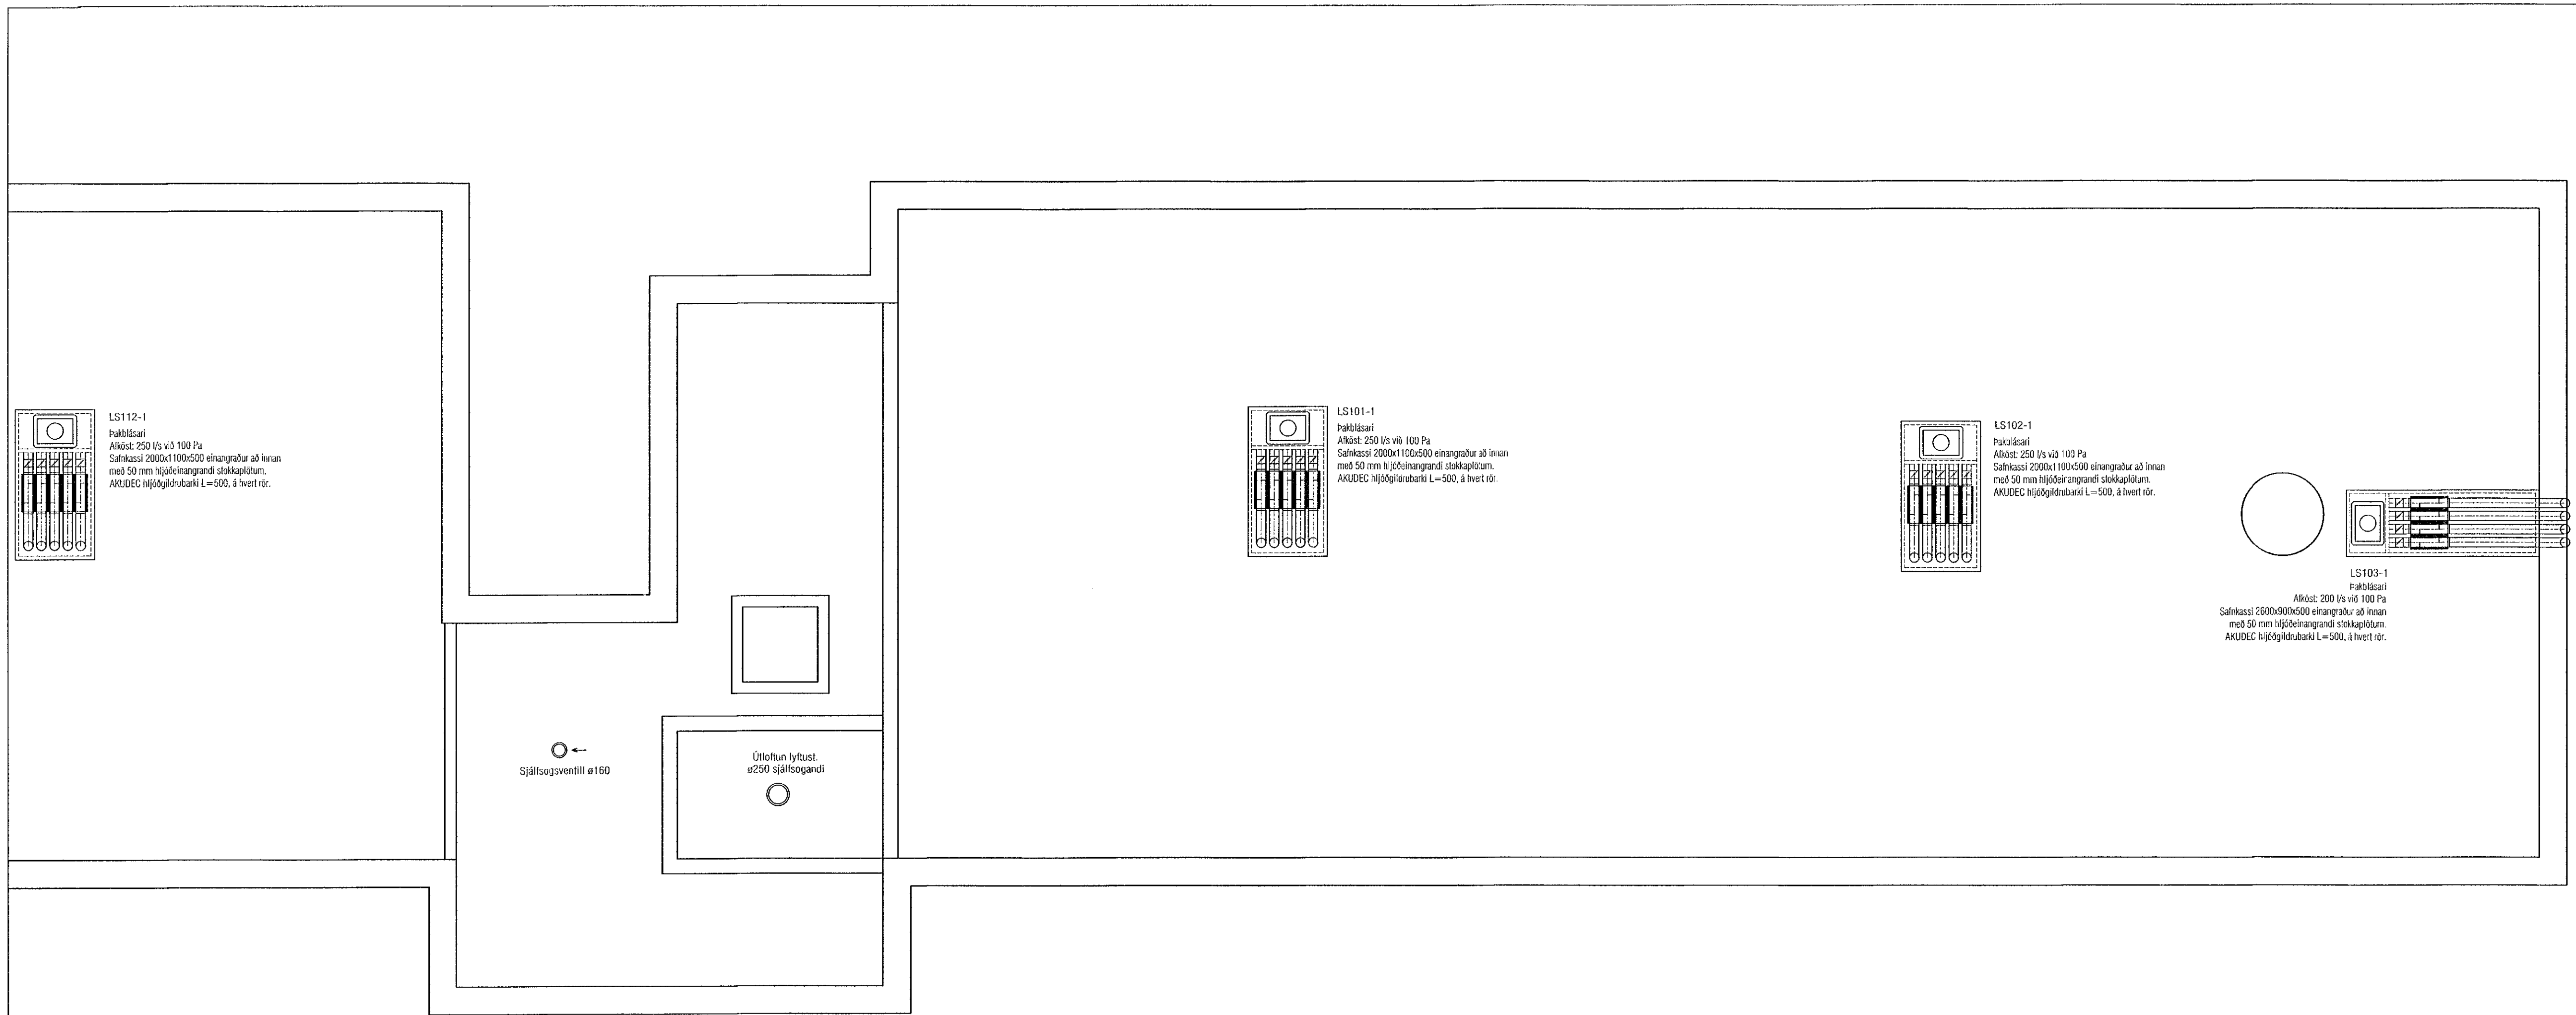 LS112-1
Þakblásari
Afköst: 250 l/s við 100 Pa
Safnkassi 2000x1100x500 einangraður að innan
með 50 mm hljóðeinangrandi stokkaplötum.
AKUDEC hljóðgildrubarki L=500, á hvert rör.
LS101-1
Þakblásari
Afköst: 250 l/s við 100 Pa
Safnkassi 2000x1100x500 einangraður að innan
með 50 mm hljóðeinangrandi stokkaplötum.
AKUDEC hljóðgildrubarki L=500, á hvert rör.
LS102-1
Þakblásari
Afköst: 250 l/s við 100 Pa
Safnkassi 2000x1100x500 einangraður að innan
með 50 mm hljóðeinangrandi stokkaplötum.
AKUDEC hljóðgildrubarki L=500, á hvert rör.
LS103-1
Þakblásari
Afköst: 200 l/s við 100 Pa
Safnkassi 2600x900x500 einangraður að innan
með 50 mm hljóðeinangrandi stokkaplötum.
AKUDEC hljóðgildrubarki L=500, á hvert rör.
Sjálfsogsventill ø160
Útloftun lyftust.
ø250 sjálfsogandi